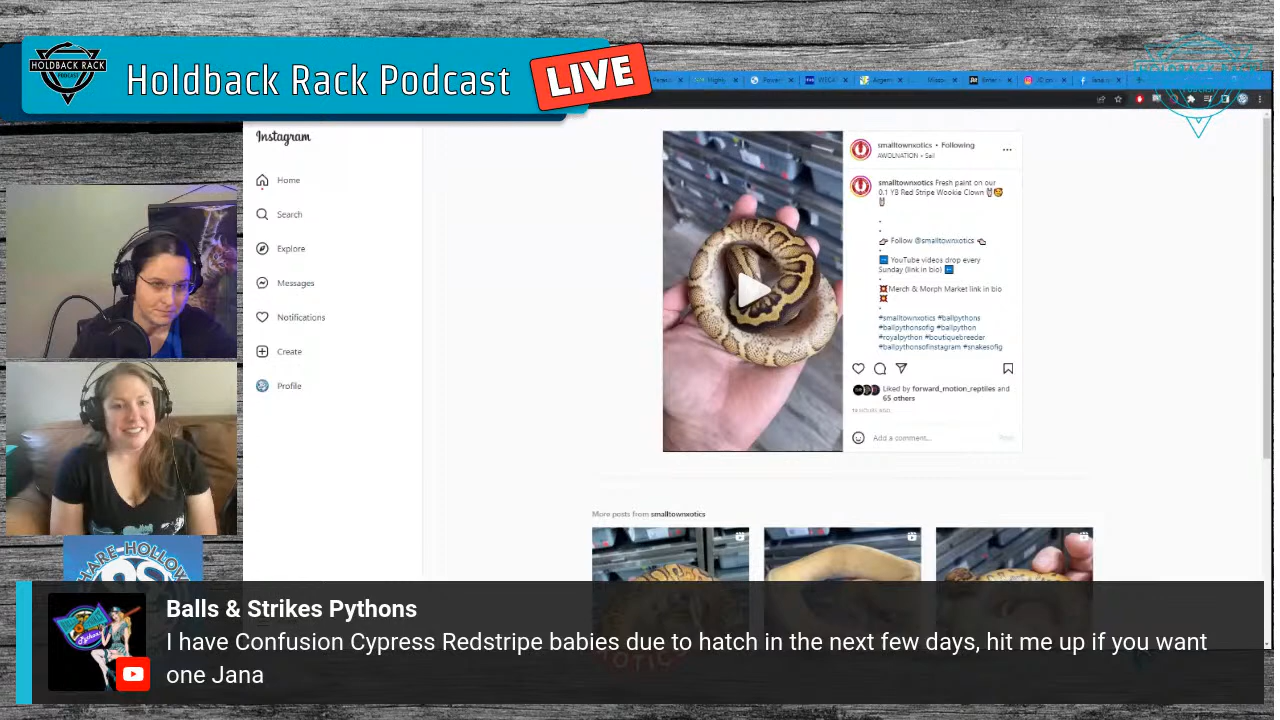 HOLDBACK RACK
PODCAST
Holdback Rack Podcast
LIVE
Instagram
Home
Search
Explore
Messages
Notifications
Create
Profile
smalltownxotics • Following
AWOLNATION • Sail
smalltownxotics Fresh paint on our
0.1 YB Red Stripe Wookie Clown
Follow @smalltownxotics
YouTube videos drop every
Sunday (link in bio)
Merch & Morph Market link in bio
#smalltownxotics #ballpythons
#ballpythonsofig #ballpython
#royalpython #boutiquebreeder
#ballpythonsofinstagram #snakesofig
Liked by forward_motion_reptiles and
65 others
Add a comment...
Post
More posts from smalltownxotics
Balls & Strikes Pythons
I have Confusion Cypress Redstripe babies due to hatch in the next few days, hit me up if you want
one Jana